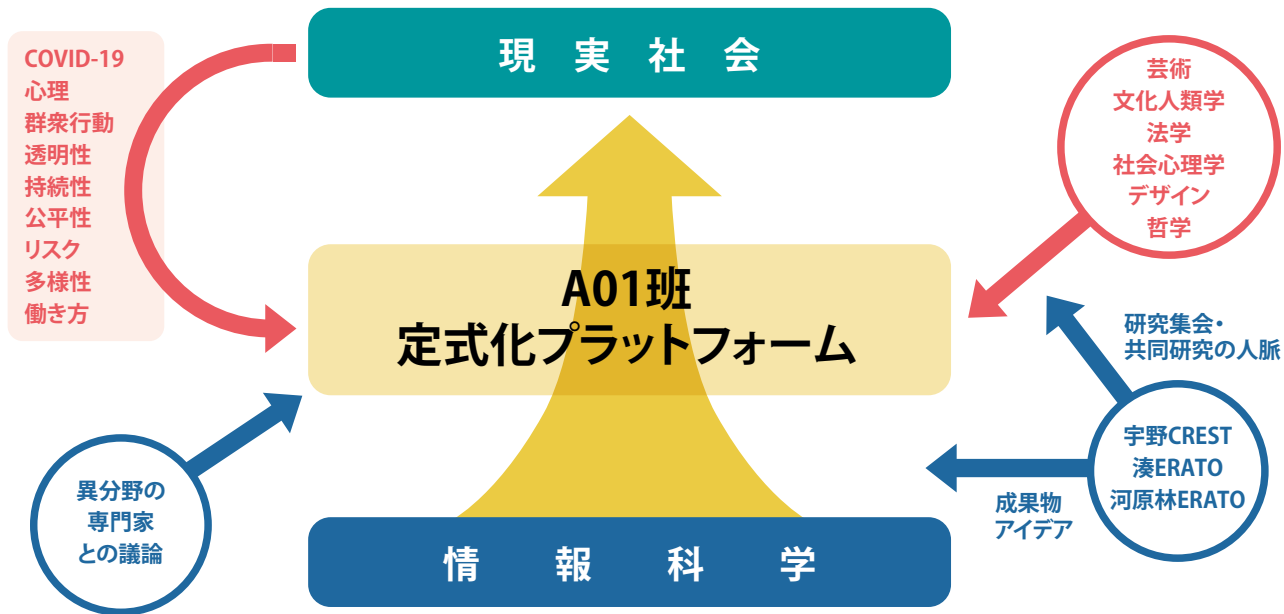 現実社会
COVID-19
心理
群衆行動
透明性
持続性
公平性
リスク
多様性
働き方
芸術
文化人類学
法学
社会心理学
デザイン
哲学
A01班
定式化プラットフォーム
研究集会・
共同研究の人脈
宇野CREST
湊ERATO
河原林ERATO
成果物
アイデア
異分野の
専門家
との議論
情報科学